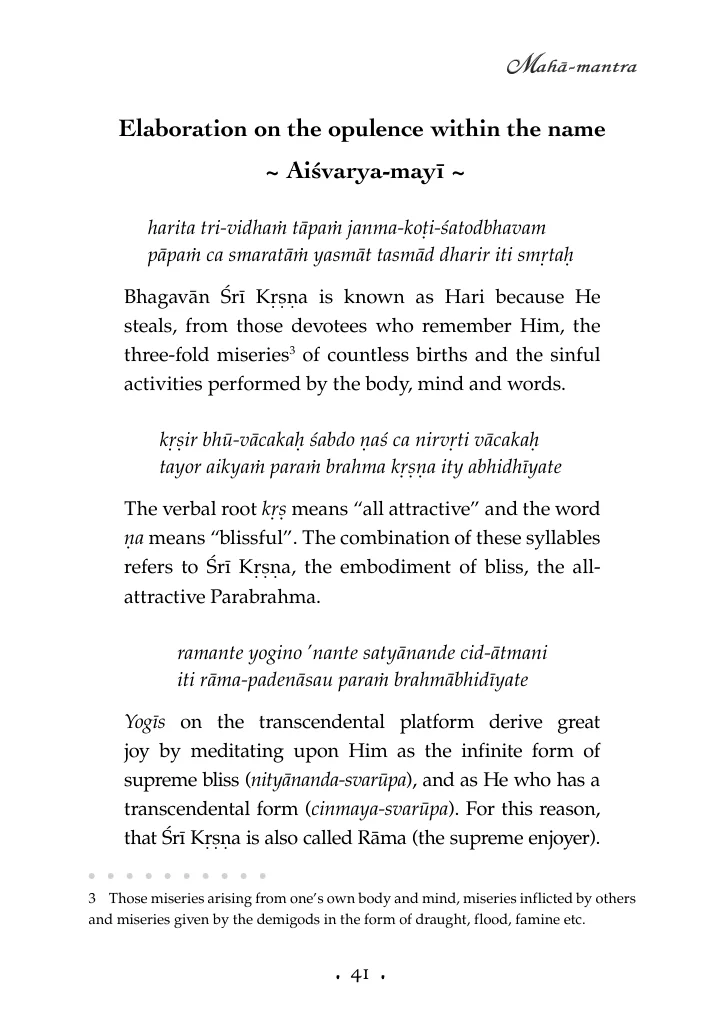 Mahā-mantra
Elaboration on the opulence within the name
~ Aiśvarya-mayī ~
harita tri-vidhaṁ tāpaṁ janma-koṭi-śatodbhavam
pāpaṁ ca smaratāṁ yasmāt tasmād dharir iti smṛtaḥ
Bhagavān Śrī Kṛṣṇa is known as Hari because He
steals, from those devotees who remember Him, the
three-fold miseries³ of countless births and the sinful
activities performed by the body, mind and words.
kṛṣir bhū-vācakaḥ śabdo ṇaś ca nirvṛti vācakaḥ
tayor aikyaṁ paraṁ brahma kṛṣṇa ity abhidhīyate
The verbal root kṛṣ means “all attractive” and the word
ṇa means “blissful”. The combination of these syllables
refers to Śrī Kṛṣṇa, the embodiment of bliss, the all-
attractive Parabrahma.
ramante yogino ’nante satyānande cid-ātmani
iti rāma-padenāsau paraṁ brahmābhidīyate
Yogīs on the transcendental platform derive great
joy by meditating upon Him as the infinite form of
supreme bliss (nityānanda-svarūpa), and as He who has a
transcendental form (cinmaya-svarūpa). For this reason,
that Śrī Kṛṣṇa is also called Rāma (the supreme enjoyer).
3 Those miseries arising from one’s own body and mind, miseries inflicted by others
and miseries given by the demigods in the form of draught, flood, famine etc.
• 41 •